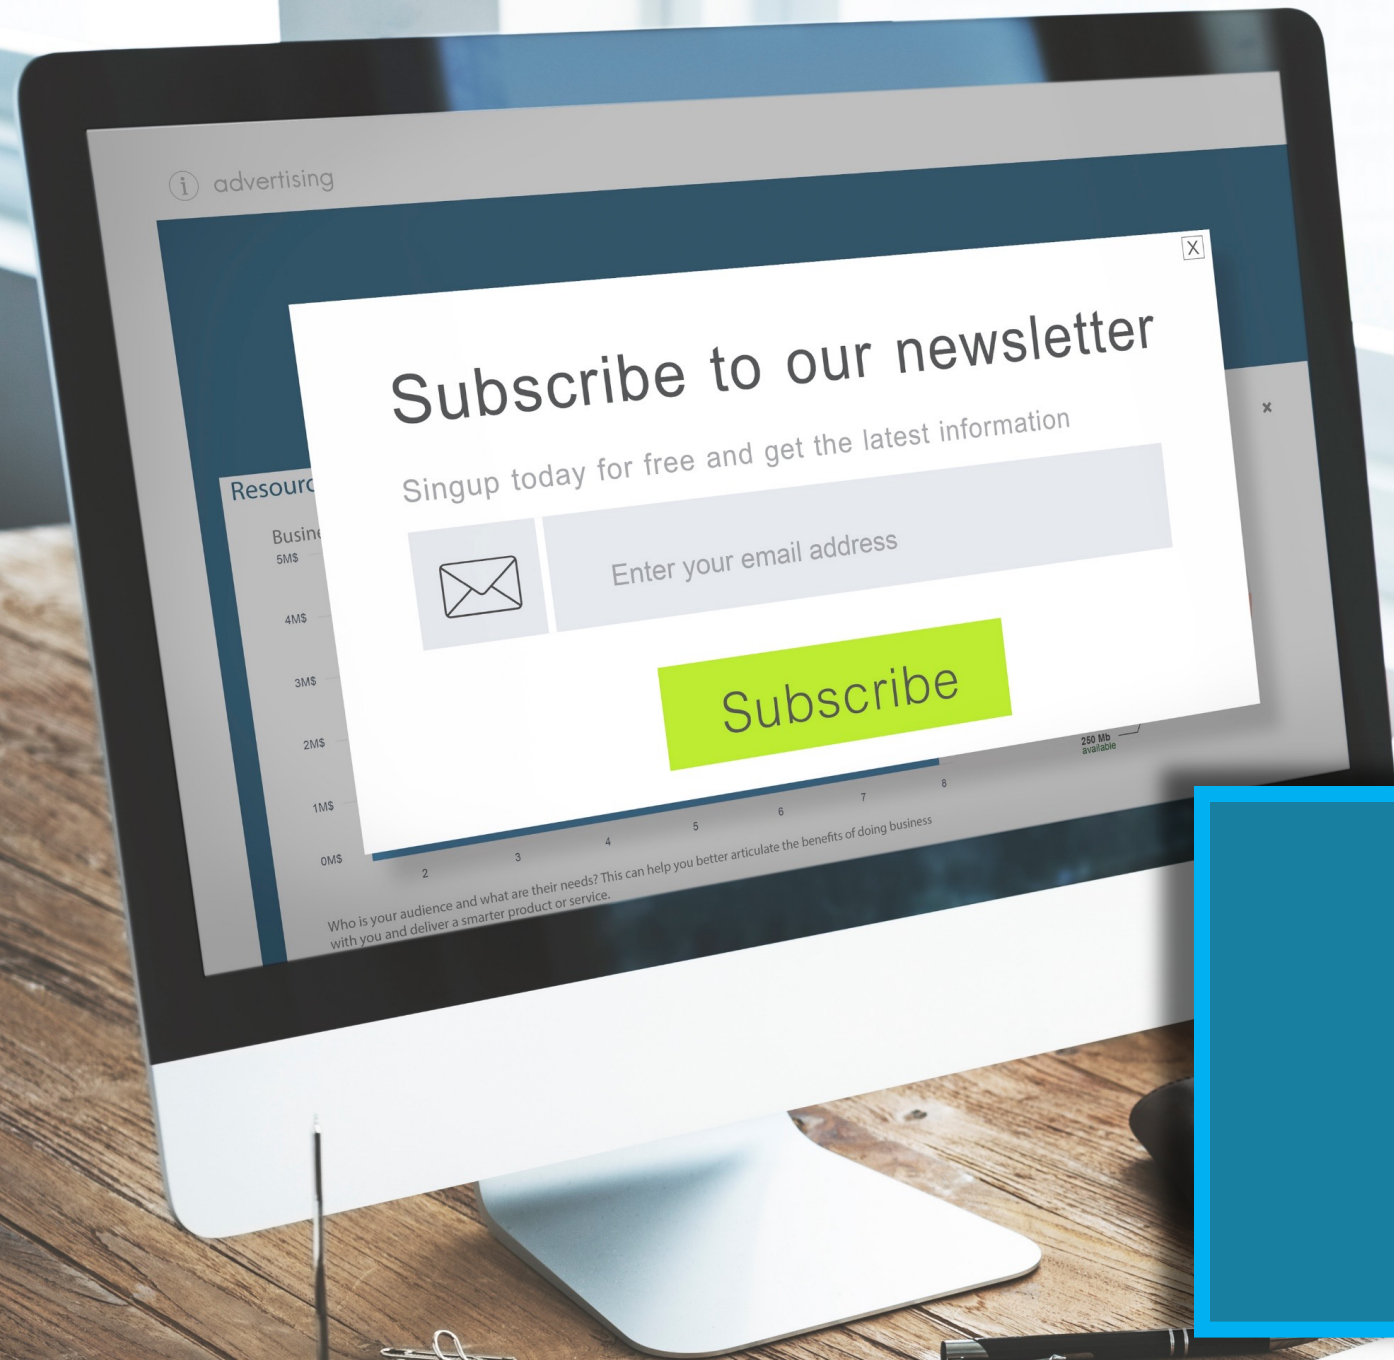 advertising
X
Subscribe to our newsletter
Singup today for free and get the latest information
Enter your email address
Subscribe
5M$
4M$
3M$
2M$
1M$
0M$
2 3 4 5 6 7 8
250 Mb
available
Who is your audience and what are their needs? This can help you better articulate the benefits of doing business
with you and deliver a smarter product or service.